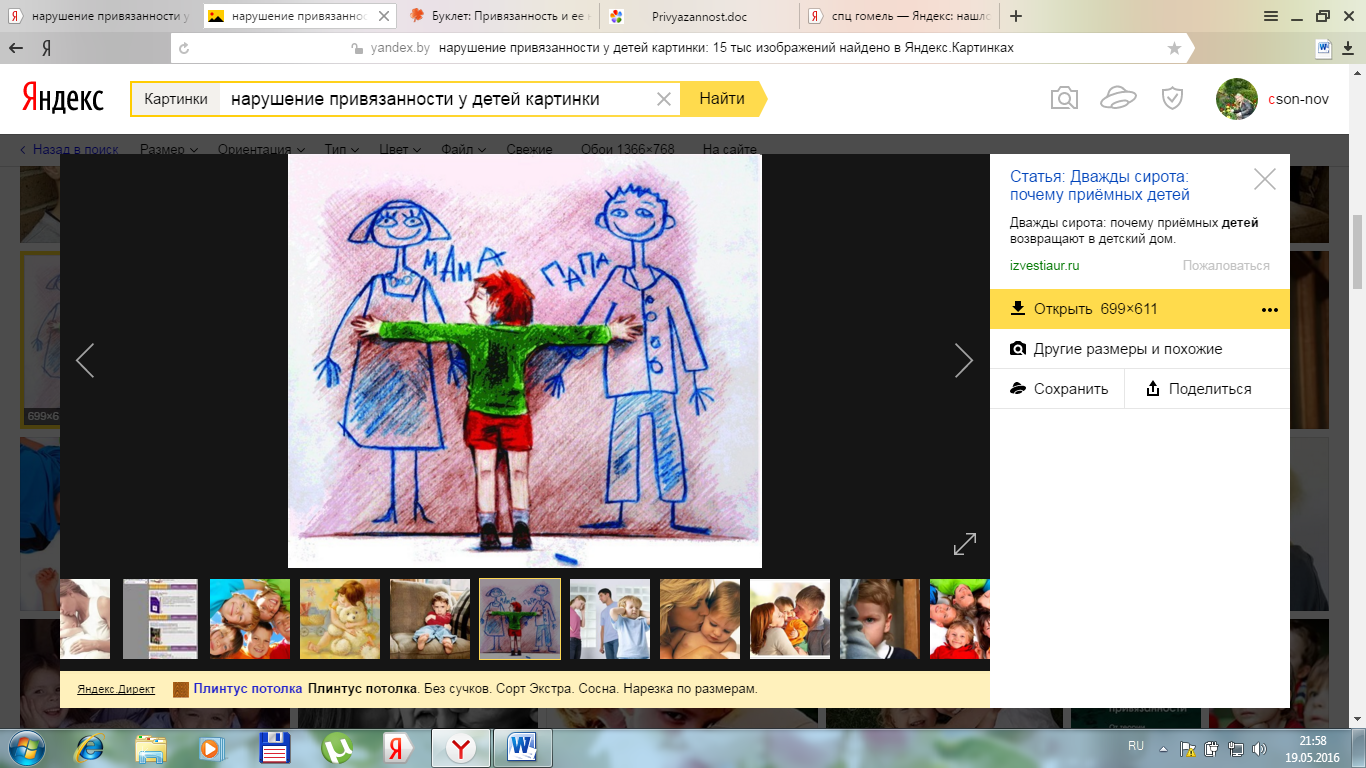 нарушение привязанности у
нарушение привязанно
Буклет: Привязанность и ее н
Privyazannost.doc
спц гомель — Яндекс: нашло
Я
yandex.by нарушение привязанности у детей картинки: 15 тыс изображений найдено в Яндекс.Картинках
Яндекс
Картинки
нарушение привязанности у детей картинки
Найти
cson-nov
Назад в поиск
Размер
Ориентация
Тип
Цвет
Файл
Свежие
Обои 1366×768
На сайте
МАМА
ПАПА
Статья: Дважды сирота:
почему приёмных детей
Дважды сирота: почему приёмных детей
возвращают в детский дом.
izvestiaur.ru
Пожаловаться
Открыть 699×611
Другие размеры и похожие
Сохранить
Поделиться
699×6
Яндекс.Директ
Плинтус потолка Плинтус потолка. Без сучков. Сорт Экстра. Сосна. Нарезка по размерам.
RU
21:58
19.05.2016